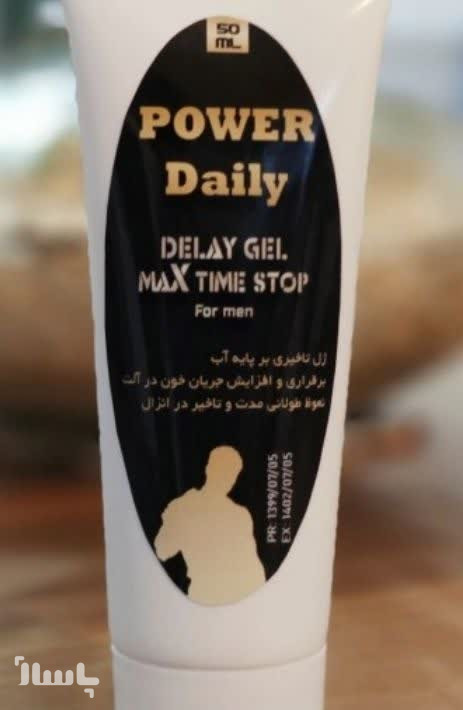 50
ML
POWER
Daily
DELAY GEL
MAX TIME STOP
For men
ژل تاخیری بر پایه آب
برقراری و افزایش جریان خون در آلت
نعوظ طولانی مدت و تاخیر در انزال
PR: 1399/07/05
EX: 1402/07/05
پاساژ